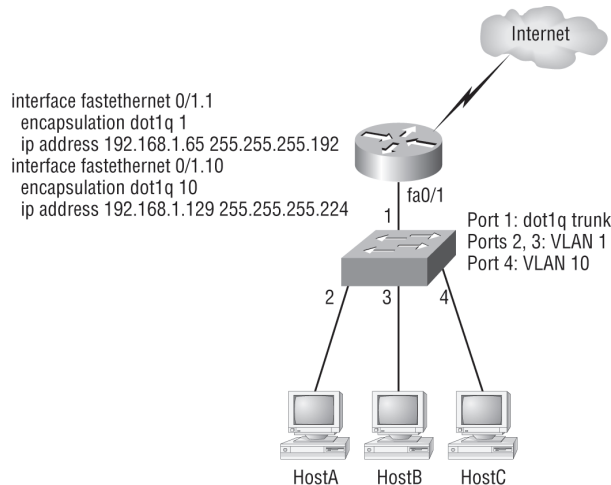 Internet
interface fastethernet 0/1.1
encapsulation dot1q 1
ip address 192.168.1.65 255.255.255.192
interface fastethernet 0/1.10
encapsulation dot1q 10
ip address 192.168.1.129 255.255.255.224
fa0/1
1
Port 1: dot1q trunk
Ports 2, 3: VLAN 1
Port 4: VLAN 10
2 3 4
HostA HostB HostC